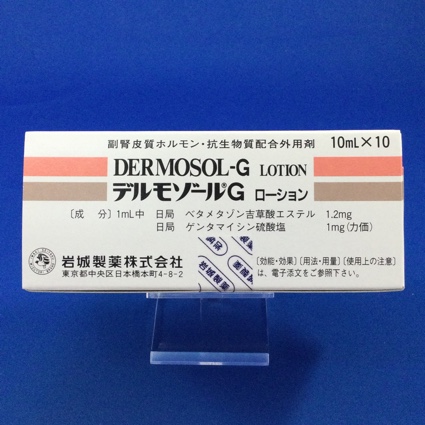 副腎皮質ホルモン・抗生物質配合外用剤
10mL×10
DERMOSOL-G LOTION
デルモゾールG ローション
〔成 分〕1mL中 日局 ベタメタゾン吉草酸エステル 1.2mg
日局 ゲンタマイシン硫酸塩 1mg(力価)
岩城製薬株式会社
東京都中央区日本橋本町4-8-2
〔効能・効果〕〔用法・用量〕〔使用上の注意〕
は、電子添文をご参照下さい。
岩城製薬